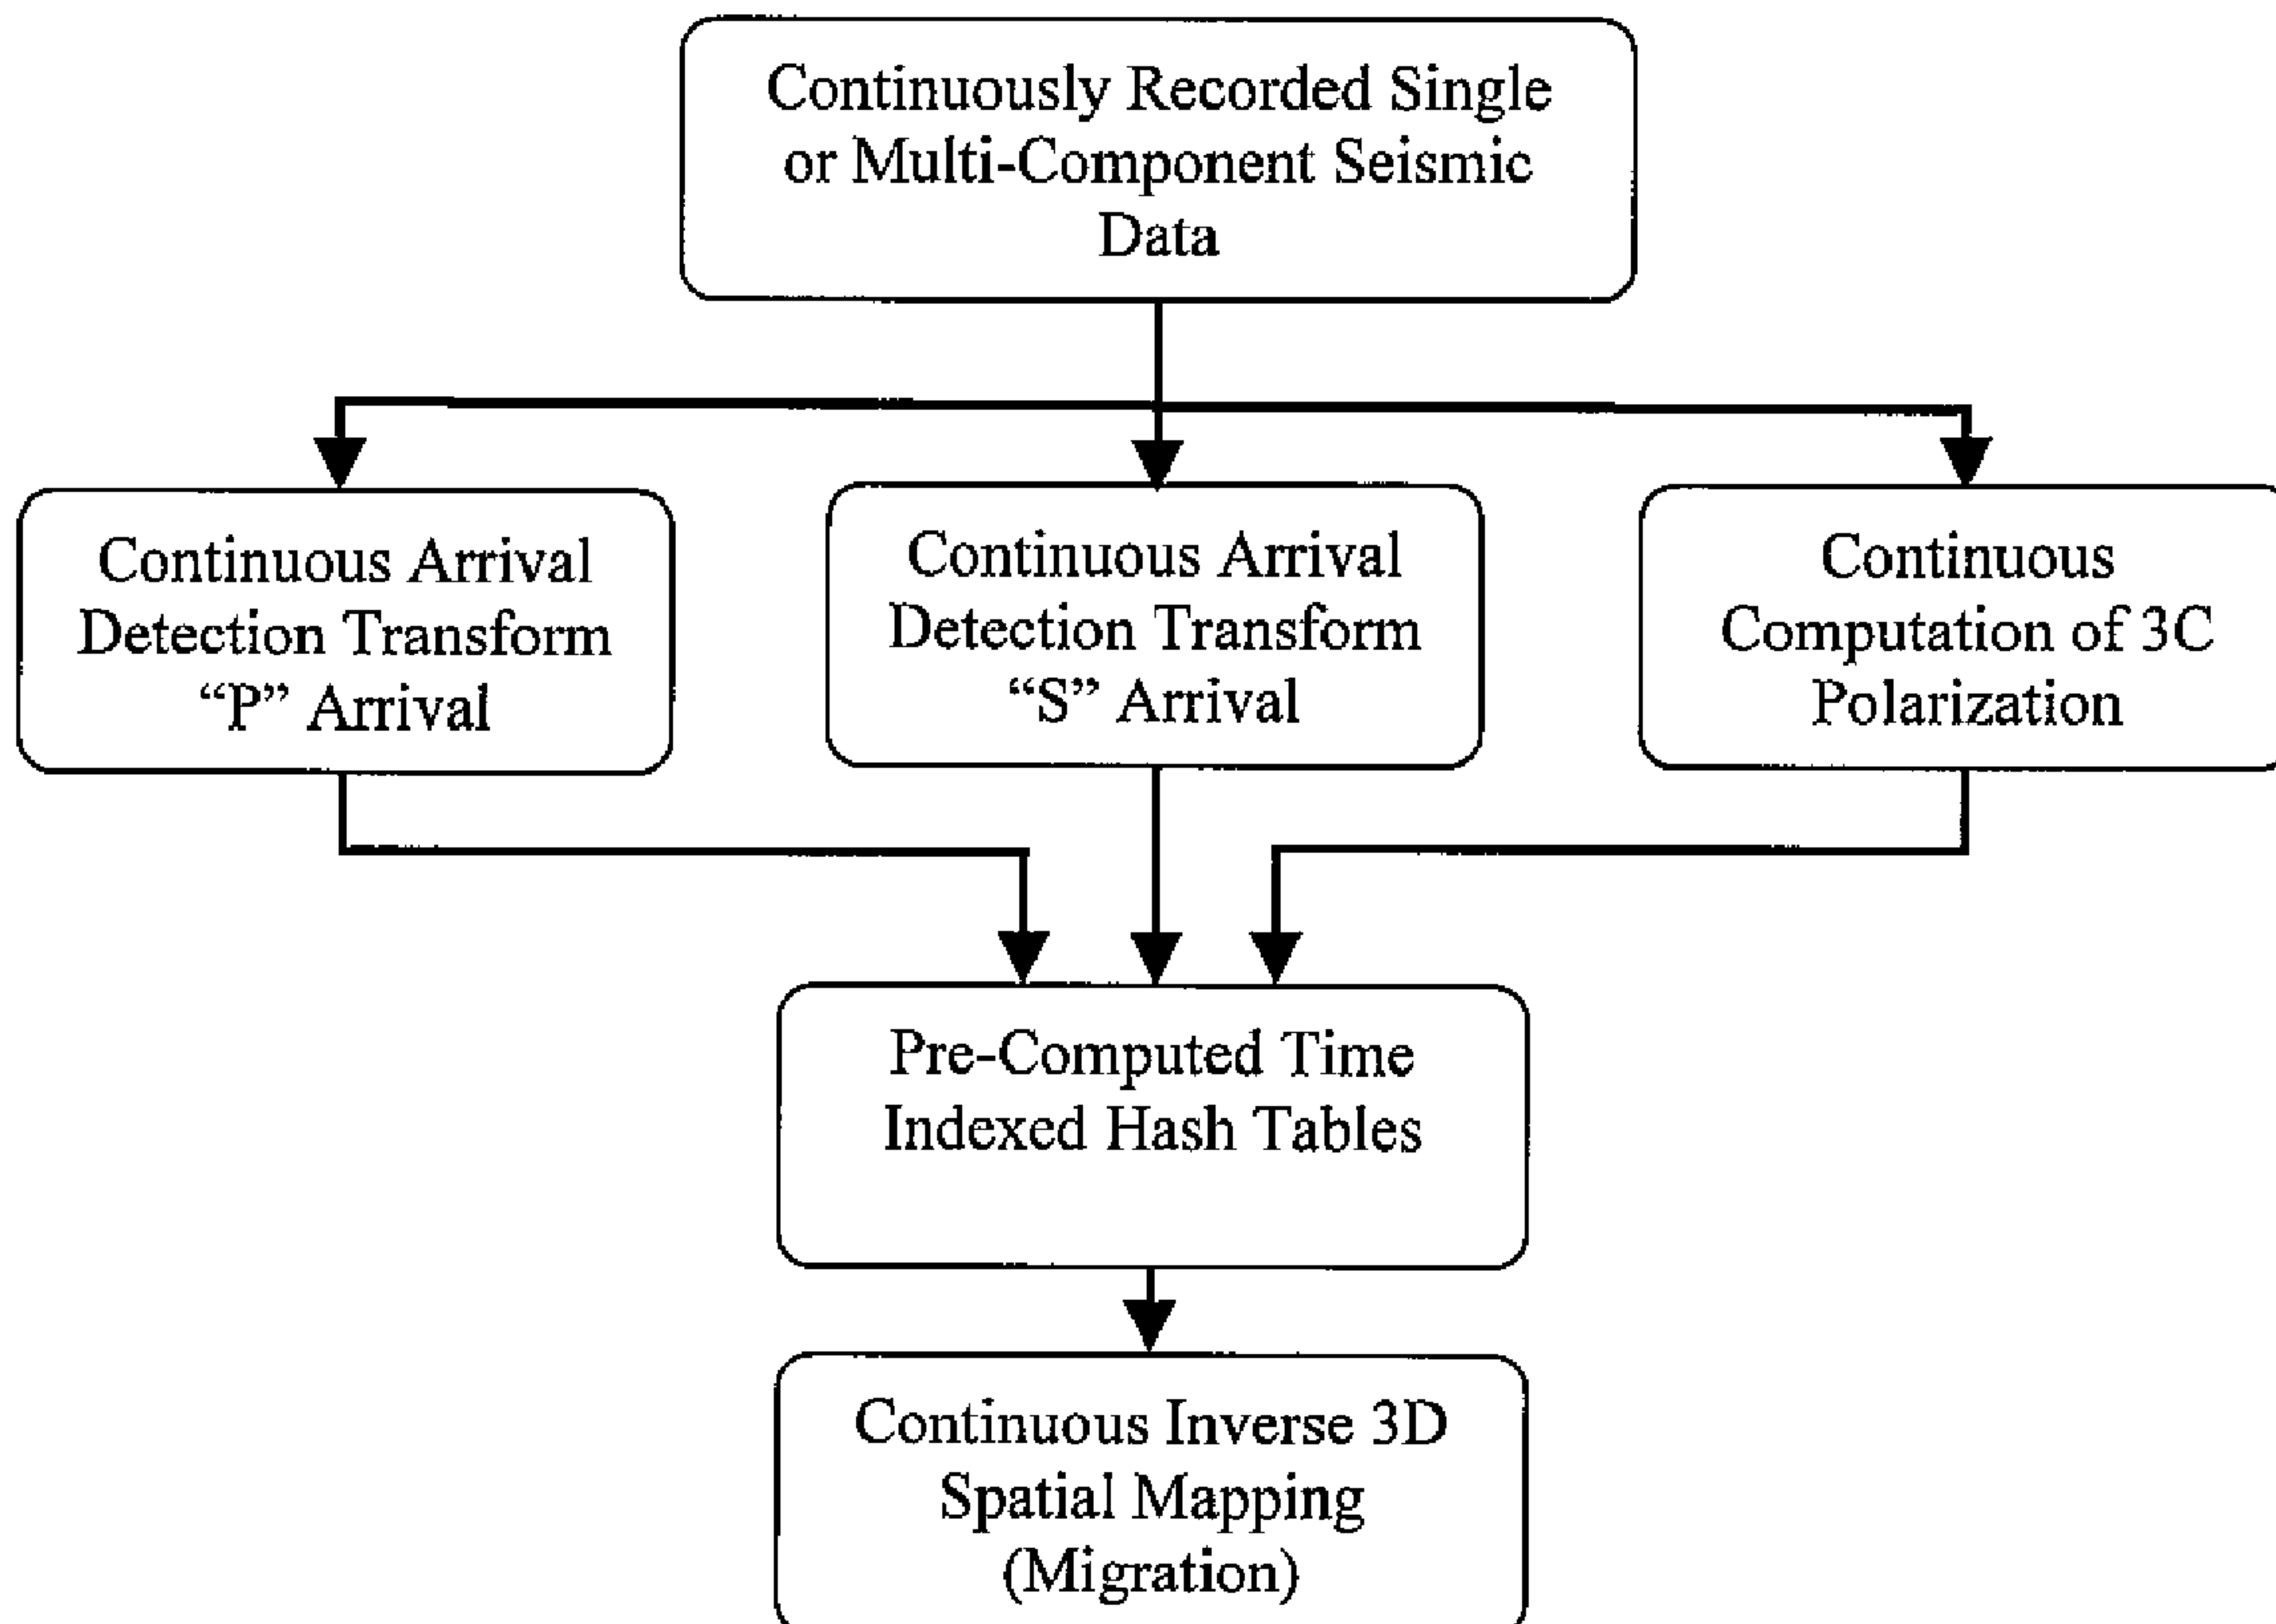 Continuously Recorded Single
or Multi-Component Seismic
Data
Continuous Arrival
Detection Transform
“P” Arrival
Continuous Arrival
Detection Transform
“S” Arrival
Continuous
Computation of 3C
Polarization
Pre-Computed Time
Indexed Hash Tables
Continuous Inverse 3D
Spatial Mapping
(Migration)